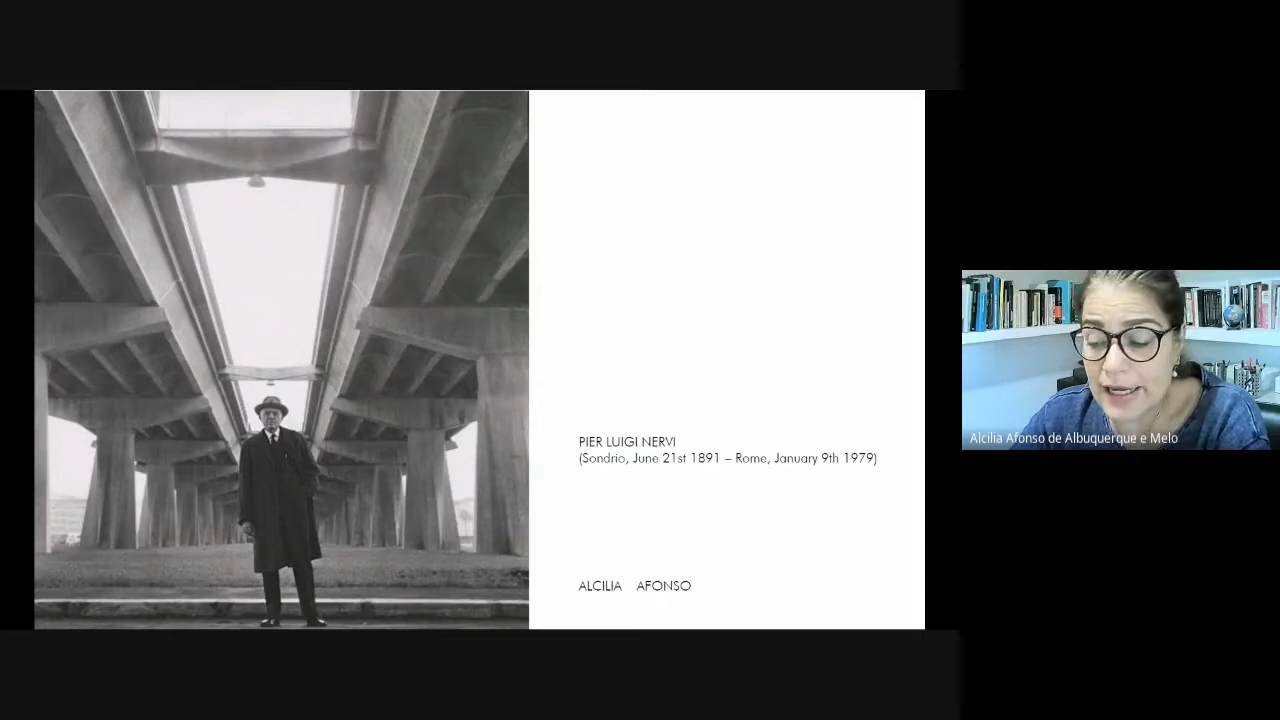 PIER LUIGI NERVI
(Sondrio, June 21st 1891 – Rome, January 9th 1979)
ALCILIA AFONSO
Alcilia Afonso de Albuquerque e Melo